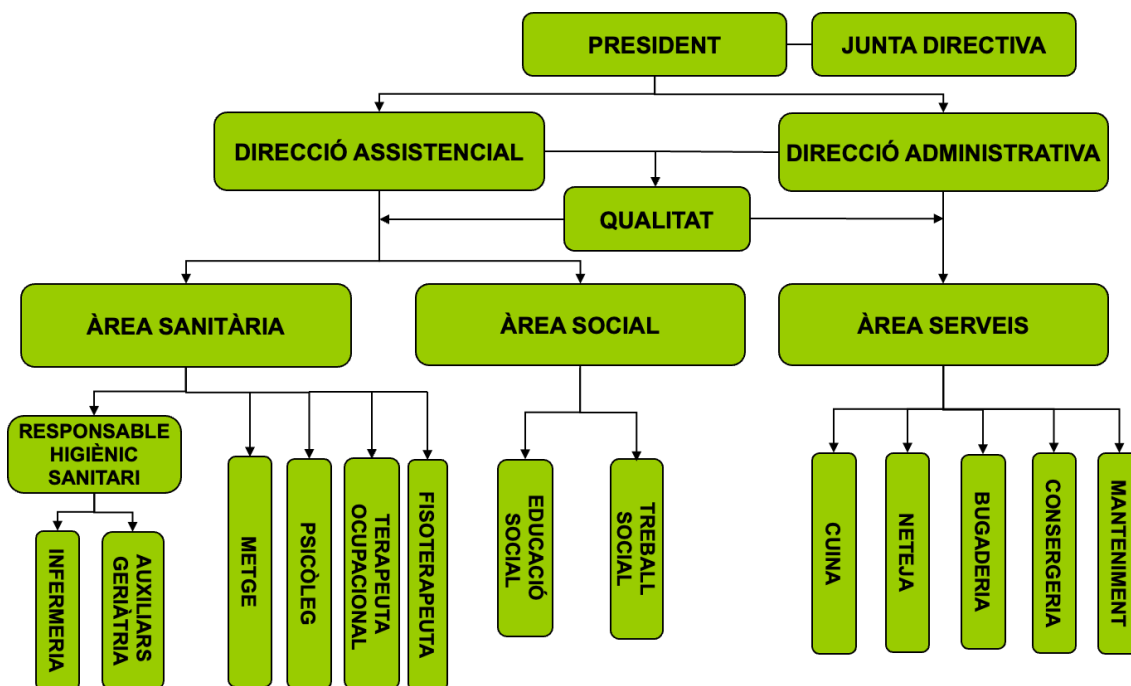 PRESIDENT
JUNTA DIRECTIVA
DIRECCIÓ ASSISTENCIAL
DIRECCIÓ ADMINISTRATIVA
QUALITAT
ÀREA SANITÀRIA
ÀREA SOCIAL
ÀREA SERVEIS
RESPONSABLE
HIGIÈNIC
SANITARI
INFERMERIA
AUXILIARS
GERIÀTRIA
METGE
PSICÒLEG
TERAPEUTA
OCUPACIONAL
FISOTERAPEUTA
EDUCACIÓ
SOCIAL
TREBALL
SOCIAL
CUINA
NETEJA
BUGADERIA
CONSERGERIA
MANTENIMENT